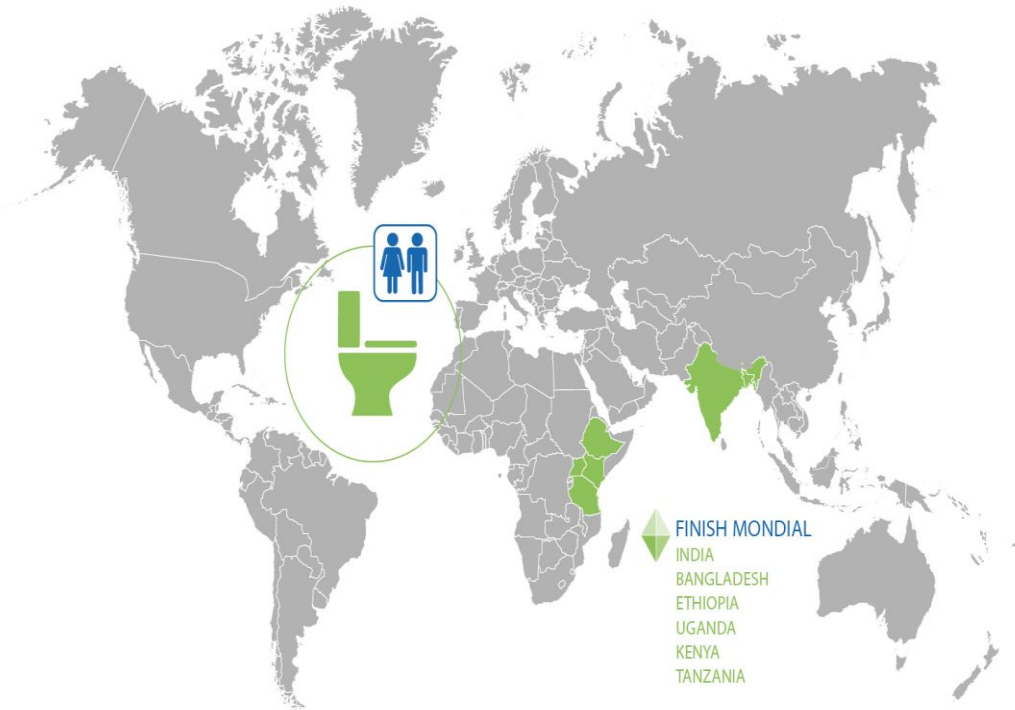 FINISH MONDIAL
INDIA
BANGLADESH
ETHIOPIA
UGANDA
KENYA
TANZANIA